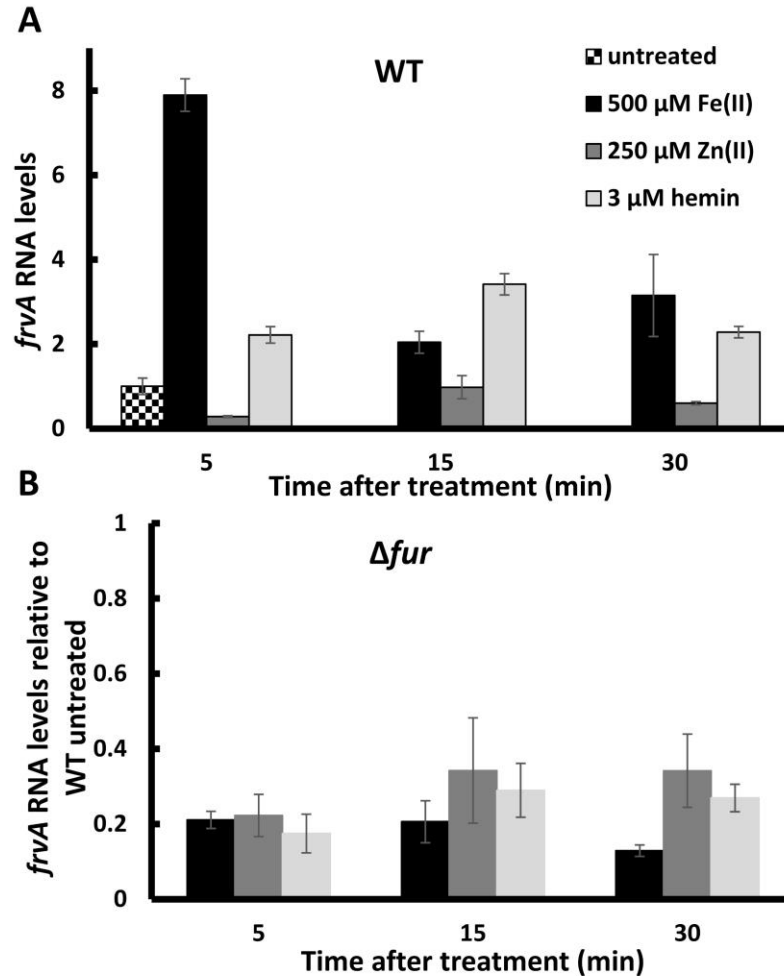 A
WT
untreated
500 µM Fe(II)
250 µM Zn(II)
3 µM hemin
frvA RNA levels
8
6
4
2
0
5 15 30
Time after treatment (min)
B
Δfur
frvA RNA levels relative to
WT untreated
1
0.8
0.6
0.4
0.2
0
5 15 30
Time after treatment (min)